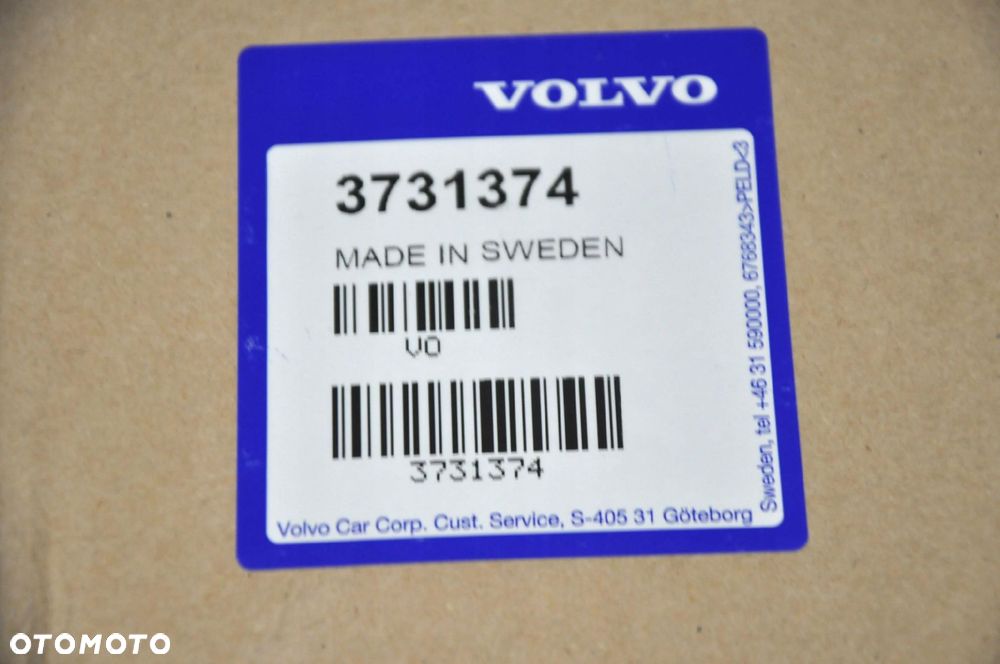 VOLVO
3731374
MADE IN SWEDEN
VO
3731374
Volvo Car Corp. Cust. Service, S-405 31 Göteborg
Sweden, tel +46 31 590000, 6768343>PELD<3
OTOMOTO